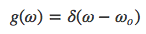 g(ω) = δ(ω − ω₀)